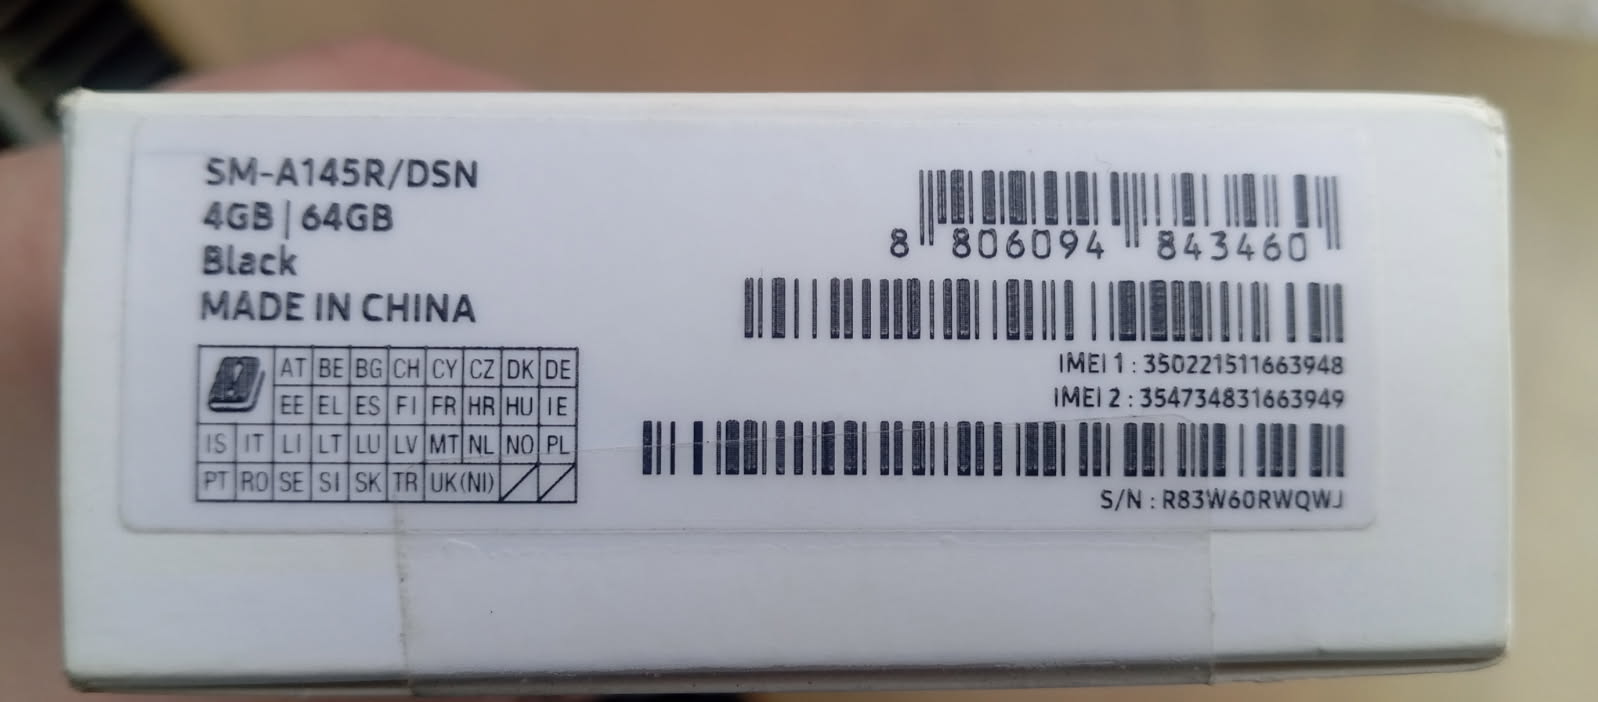 SM-A145R/DSN
4GB | 64GB
Black
MADE IN CHINA
AT BE BG CH CY CZ DK DE
EE EL ES FI FR HR HU IE
IS IT LI LT LU LV MT NL NO PL
PT RO SE SI SK TR UK(NI)
8 806094 843460
IMEI 1 : 350221511663948
IMEI 2 : 354734831663949
S/N : R83W60RWQWJ